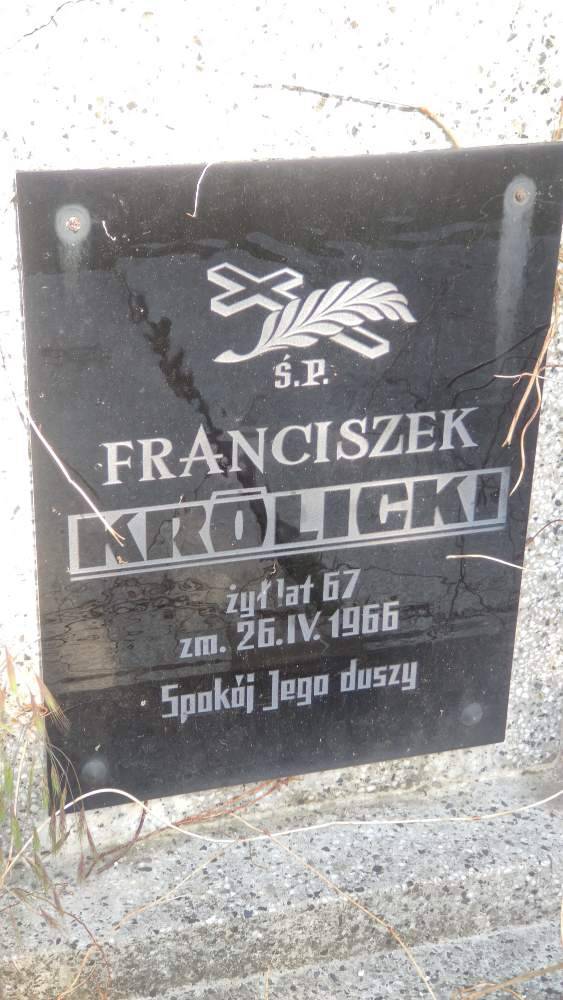 Ś.P.
FRANCISZEK
KRÓLICKI
żył lat 67
zm. 26.IV.1966
Spokój Jego duszy